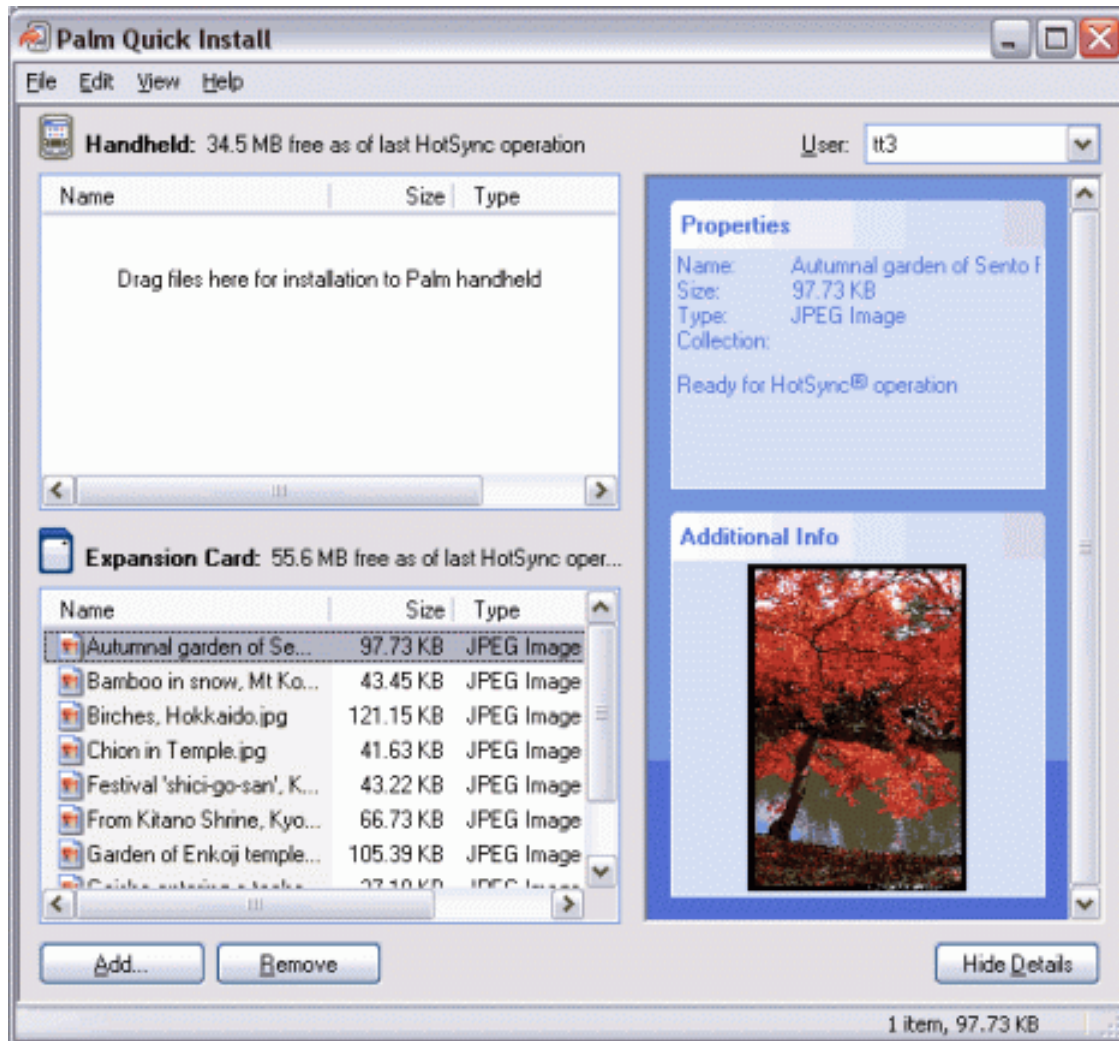 Palm Quick Install
File Edit View Help
Handheld: 34.5 MB free as of last HotSync operation
User: tt3
Name Size Type
Drag files here for installation to Palm handheld
Properties
Name: Autumnal garden of Sento
Size: 97.73 KB
Type: JPEG Image
Collection:
Ready for HotSync® operation
Expansion Card: 55.6 MB free as of last HotSync oper...
Name Size Type
Autumnal garden of Se... 97.73 KB JPEG Image
Bamboo in snow, Mt Ko... 43.45 KB JPEG Image
Birches, Hokkaido.jpg 121.15 KB JPEG Image
Chion in Temple.jpg 41.63 KB JPEG Image
Festival 'shici-go-san', K... 43.22 KB JPEG Image
From Kitano Shrine, Kyo... 66.73 KB JPEG Image
Garden of Enkoji temple... 105.39 KB JPEG Image
Additional Info
Add... Remove
Hide Details
1 item, 97.73 KB